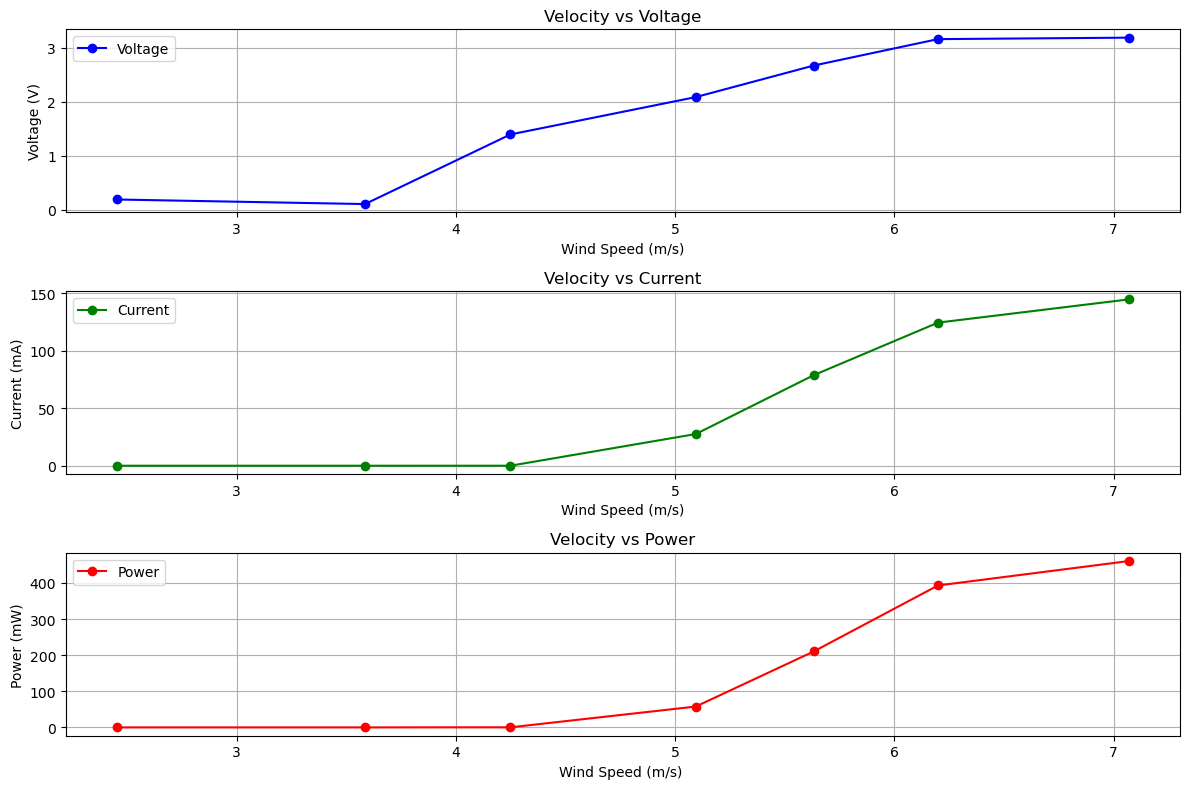 Velocity vs Voltage
Voltage
Voltage (V)
3
2
1
0
3 4 5 6 7
Wind Speed (m/s)
Velocity vs Current
Current
Current (mA)
150
100
50
0
3 4 5 6 7
Wind Speed (m/s)
Velocity vs Power
Power
Power (mW)
400
300
200
100
0
3 4 5 6 7
Wind Speed (m/s)